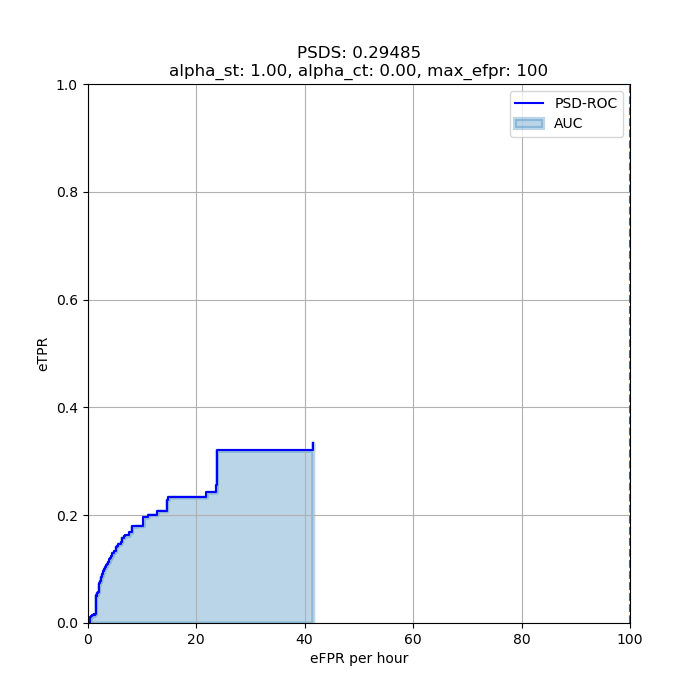 PSDS: 0.29485
alpha_st: 1.00, alpha_ct: 0.00, max_efpr: 100
PSD-ROC
AUC
1.0
0.8
0.6
0.4
0.2
0.0
eTPR
0 20 40 60 80 100
eFPR per hour